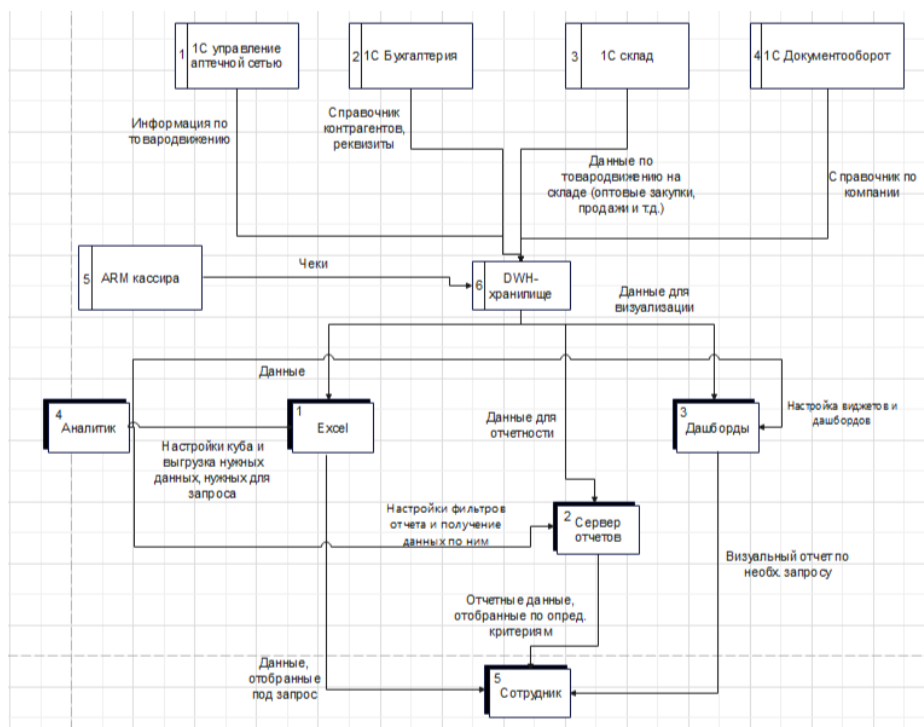 1
1С управление
аптечной сетью
2
1С Бухгалтерия
3
1С склад
4
1С Документооборот
Информация по
товародвижению
Справочник
контрагентов,
реквизиты
Данные по
товародвижению на
складе (оптовые закупки,
продажи и т.д.)
Справочник по
компании
5
ARM кассира
Чеки
6
DWH-
хранилище
Данные для
визуализации
Данные
4
Аналитик
1
Excel
3
Дашборды
Настройка виджетов и
дашбордов
Данные для
отчетности
Настройки куба и
выгрузка нужных
данных, нужных для
запроса
Настройки фильтров
отчета и получение
данных по ним
2
Сервер
отчетов
Визуальный отчет по
необх. запросу
Отчетные данные,
отобранные по опред.
критериям
Данные,
отобранные
под запрос
5
Сотрудник